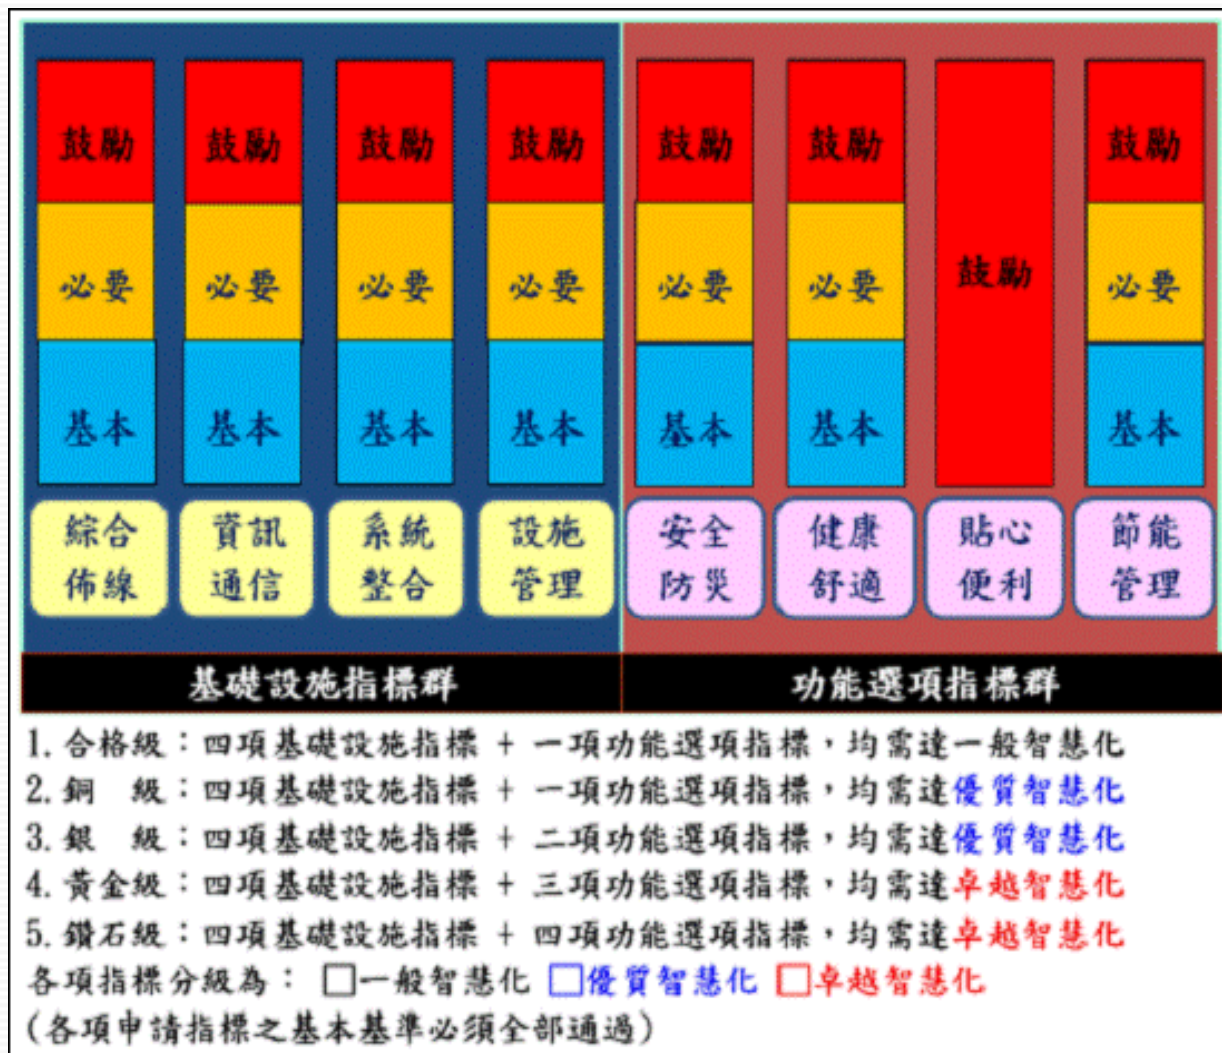 鼓勵 鼓勵 鼓勵 鼓勵 鼓勵 鼓勵 鼓勵
必要 必要 必要 必要 必要 必要 鼓勵 必要
基本 基本 基本 基本 基本 基本 基本
綜合 資訊 系統 設施 安全 健康 貼心 節能
佈線 通信 整合 管理 防災 舒適 便利 管理
基礎設施指標群 功能選項指標群
1. 合格級：四項基礎設施指標 + 一項功能選項指標，均需達一般智慧化
2. 銅　級：四項基礎設施指標 + 一項功能選項指標，均需達優質智慧化
3. 銀　級：四項基礎設施指標 + 二項功能選項指標，均需達優質智慧化
4. 黃金級：四項基礎設施指標 + 三項功能選項指標，均需達卓越智慧化
5. 鑽石級：四項基礎設施指標 + 四項功能選項指標，均需達卓越智慧化
各項指標分級為： □一般智慧化 □優質智慧化 □卓越智慧化
(各項申請指標之基本基準必須全部通過)